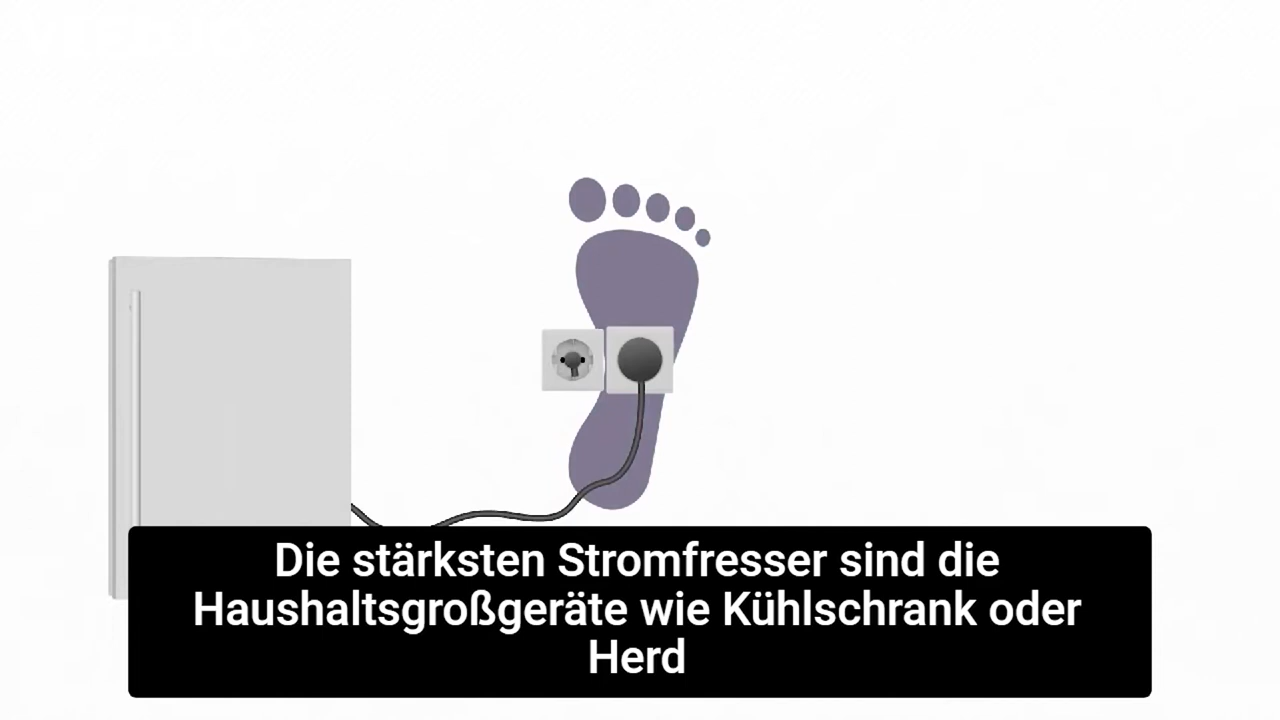 Die stärksten Stromfresser sind die
Haushaltsgroßgeräte wie Kühlschrank oder
Herd